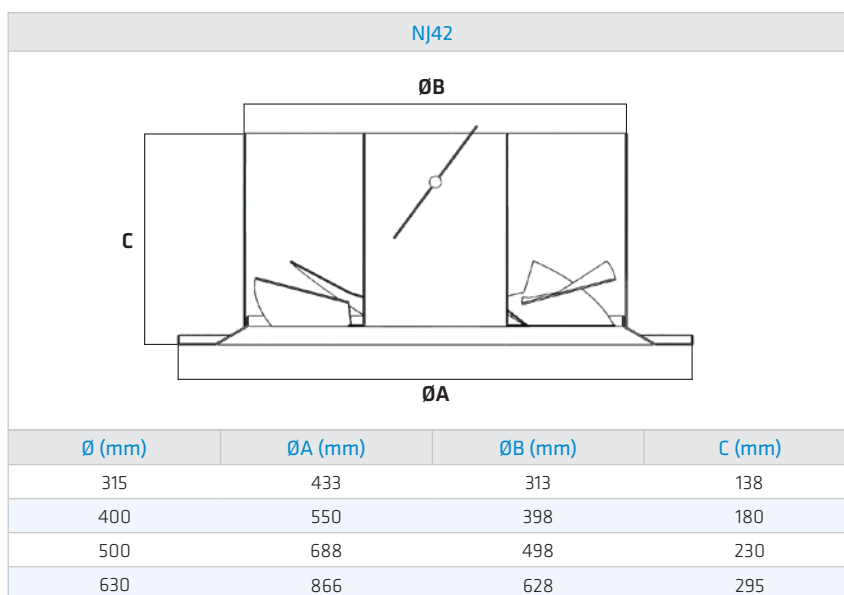 NJ42
ØB
C
ØA
Ø (mm) ØA (mm) ØB (mm) C (mm)
315 433 313 138
400 550 398 180
500 688 498 230
630 866 628 295